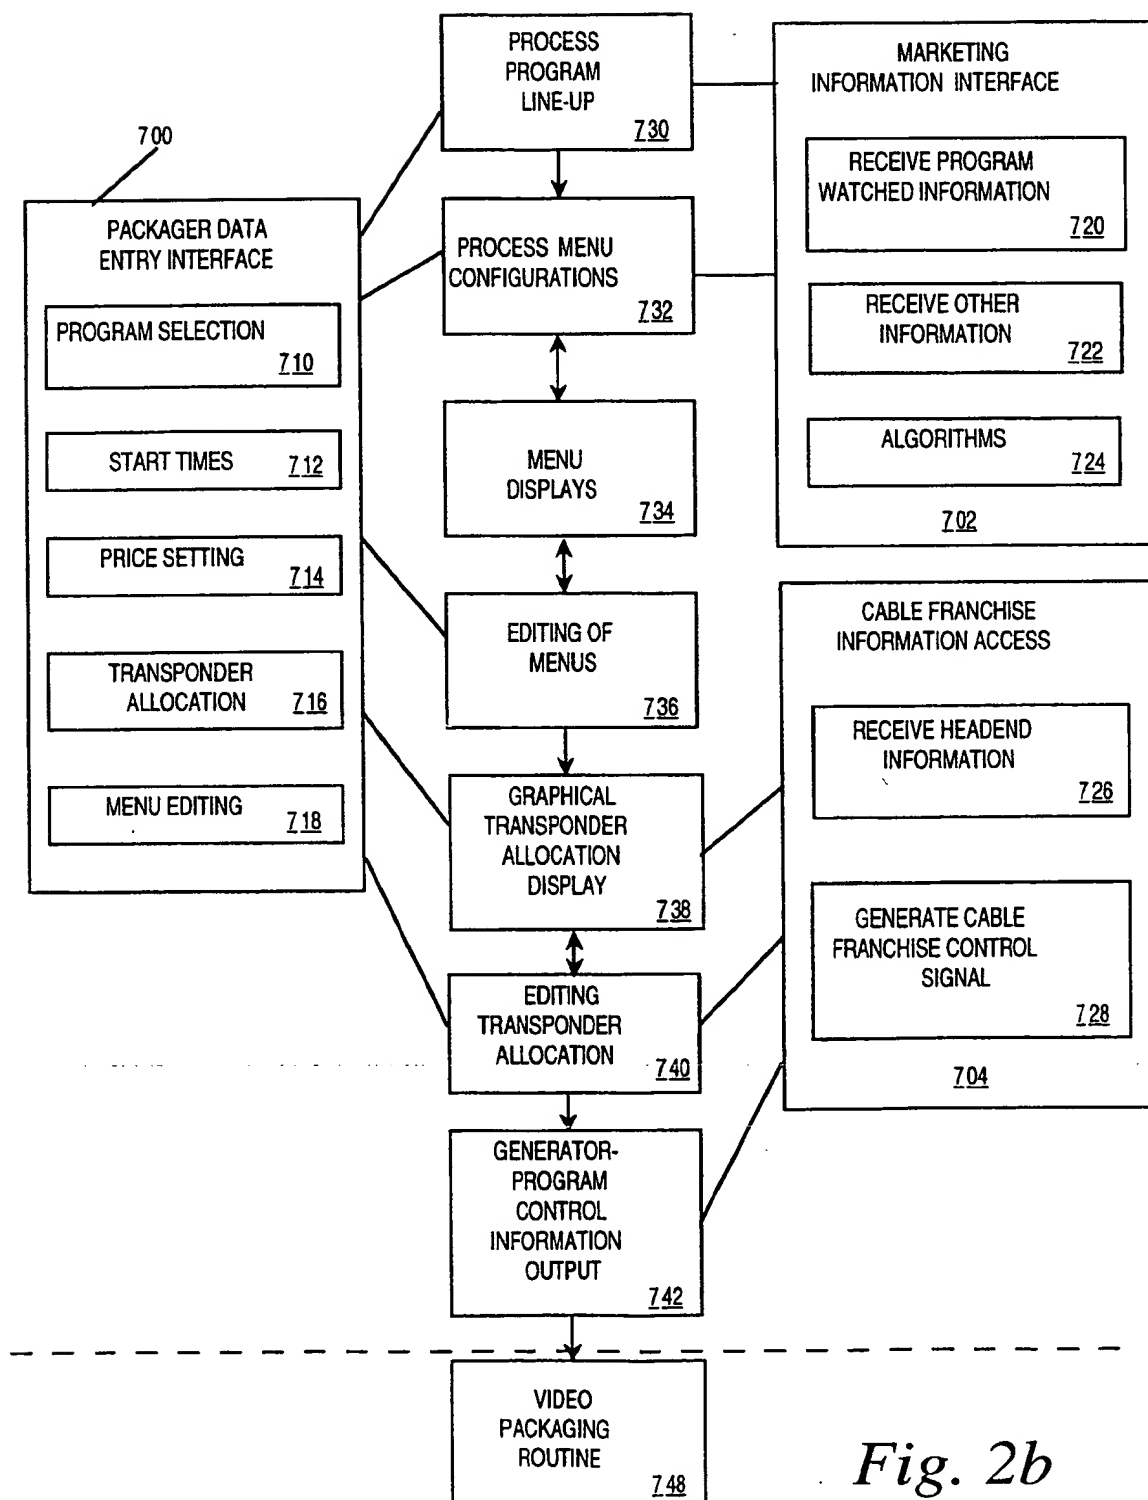 700
PACKAGER DATA
ENTRY INTERFACE
PROGRAM SELECTION
710
START TIMES 712
PRICE SETTING
714
TRANSPONDER
ALLOCATION 716
MENU EDITING 718
PROCESS
PROGRAM
LINE-UP
730
PROCESS MENU
CONFIGURATIONS
732
MENU
DISPLAYS
734
EDITING OF
MENUS
736
GRAPHICAL
TRANSPONDER
ALLOCATION
DISPLAY
738
EDITING
TRANSPONDER
ALLOCATION
740
GENERATOR-
PROGRAM
CONTROL
INFORMATION
OUTPUT
742
VIDEO
PACKAGING
ROUTINE
748
MARKETING
INFORMATION INTERFACE
RECEIVE PROGRAM
WATCHED INFORMATION
720
RECEIVE OTHER
INFORMATION
722
ALGORITHMS
724
702
CABLE FRANCHISE
INFORMATION ACCESS
RECEIVE HEADEND
INFORMATION
726
GENERATE CABLE
FRANCHISE CONTROL
SIGNAL
728
704
Fig. 2b